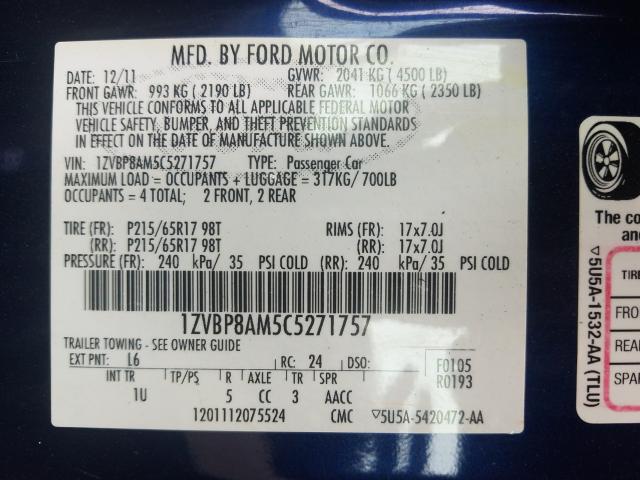 MFD. BY FORD MOTOR CO.
DATE: 12/11 GVWR: 2041 KG ( 4500 LB)
FRONT GAWR: 993 KG ( 2190 LB) REAR GAWR: 1066 KG ( 2350 LB)
THIS VEHICLE CONFORMS TO ALL APPLICABLE FEDERAL MOTOR
VEHICLE SAFETY, BUMPER, AND THEFT PREVENTION STANDARDS
IN EFFECT ON THE DATE OF MANUFACTURE SHOWN ABOVE.
VIN: 1ZVBP8AM5C5271757 TYPE: Passenger Car
MAXIMUM LOAD = OCCUPANTS + LUGGAGE = 317KG/ 700LB
OCCUPANTS = 4 TOTAL; 2 FRONT, 2 REAR
TIRE (FR): P215/65R17 98T RIMS (FR): 17x7.0J
(RR): P215/65R17 98T (RR): 17x7.0J
PRESSURE (FR): 240 kPa/ 35 PSI COLD (RR): 240 kPa/ 35 PSI COLD
1ZVBP8AM5C5271757
TRAILER TOWING - SEE OWNER GUIDE
EXT PNT: L6 RC: 24 DSO: F0105
INT TR TP/PS R AXLE TR SPR R0193
1U 5 CC 3 AACC
1201112075524 CMC ▽5U5A-5420472-AA
The co
an
▽5U5A-1532-AA (TLU)
TIRE
FRO
REA
SPA